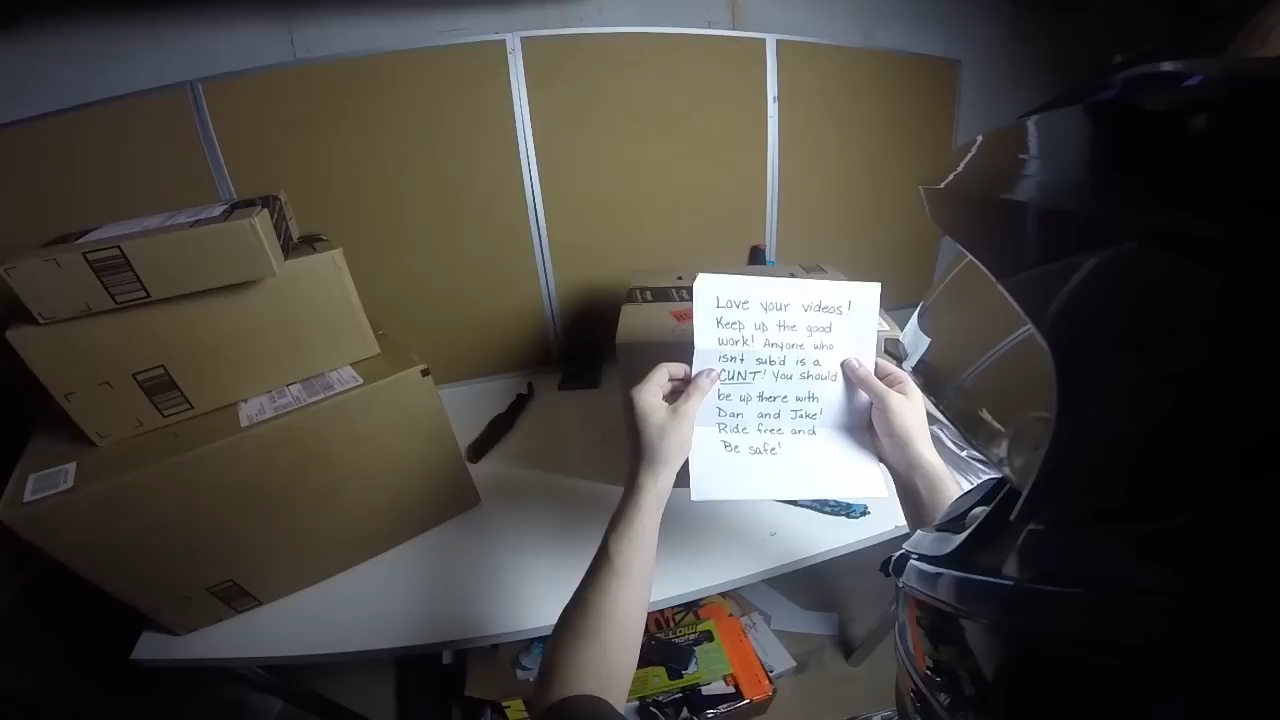 Love your videos!
Keep up the good
work! Anyone who
isn't sub'd is a
CUNT! You should
be up there with
Dan and Jake!
Ride free and
Be safe!